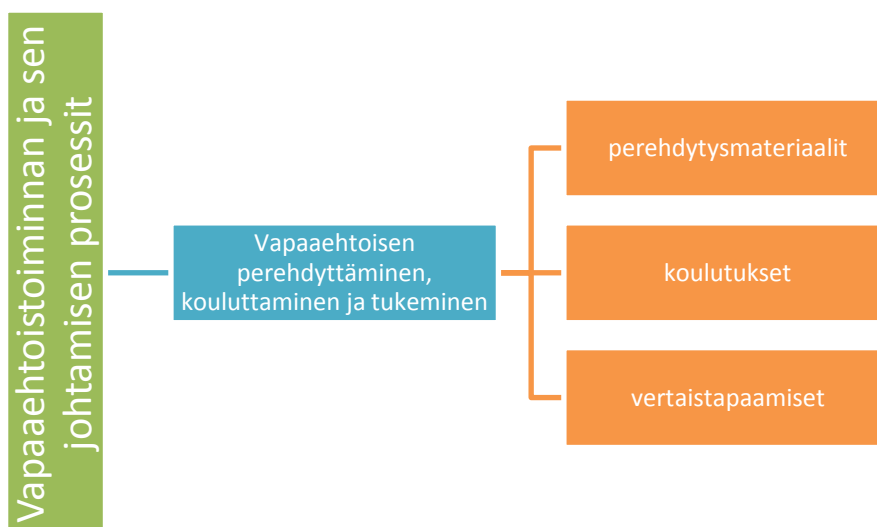 Vapaaehtoistoiminnan ja sen
johtamisen prosessit
Vapaaehtoisen
perehdyttäminen,
kouluttaminen ja tukeminen
perehdytysmateriaalit
koulutukset
vertaistapaamiset